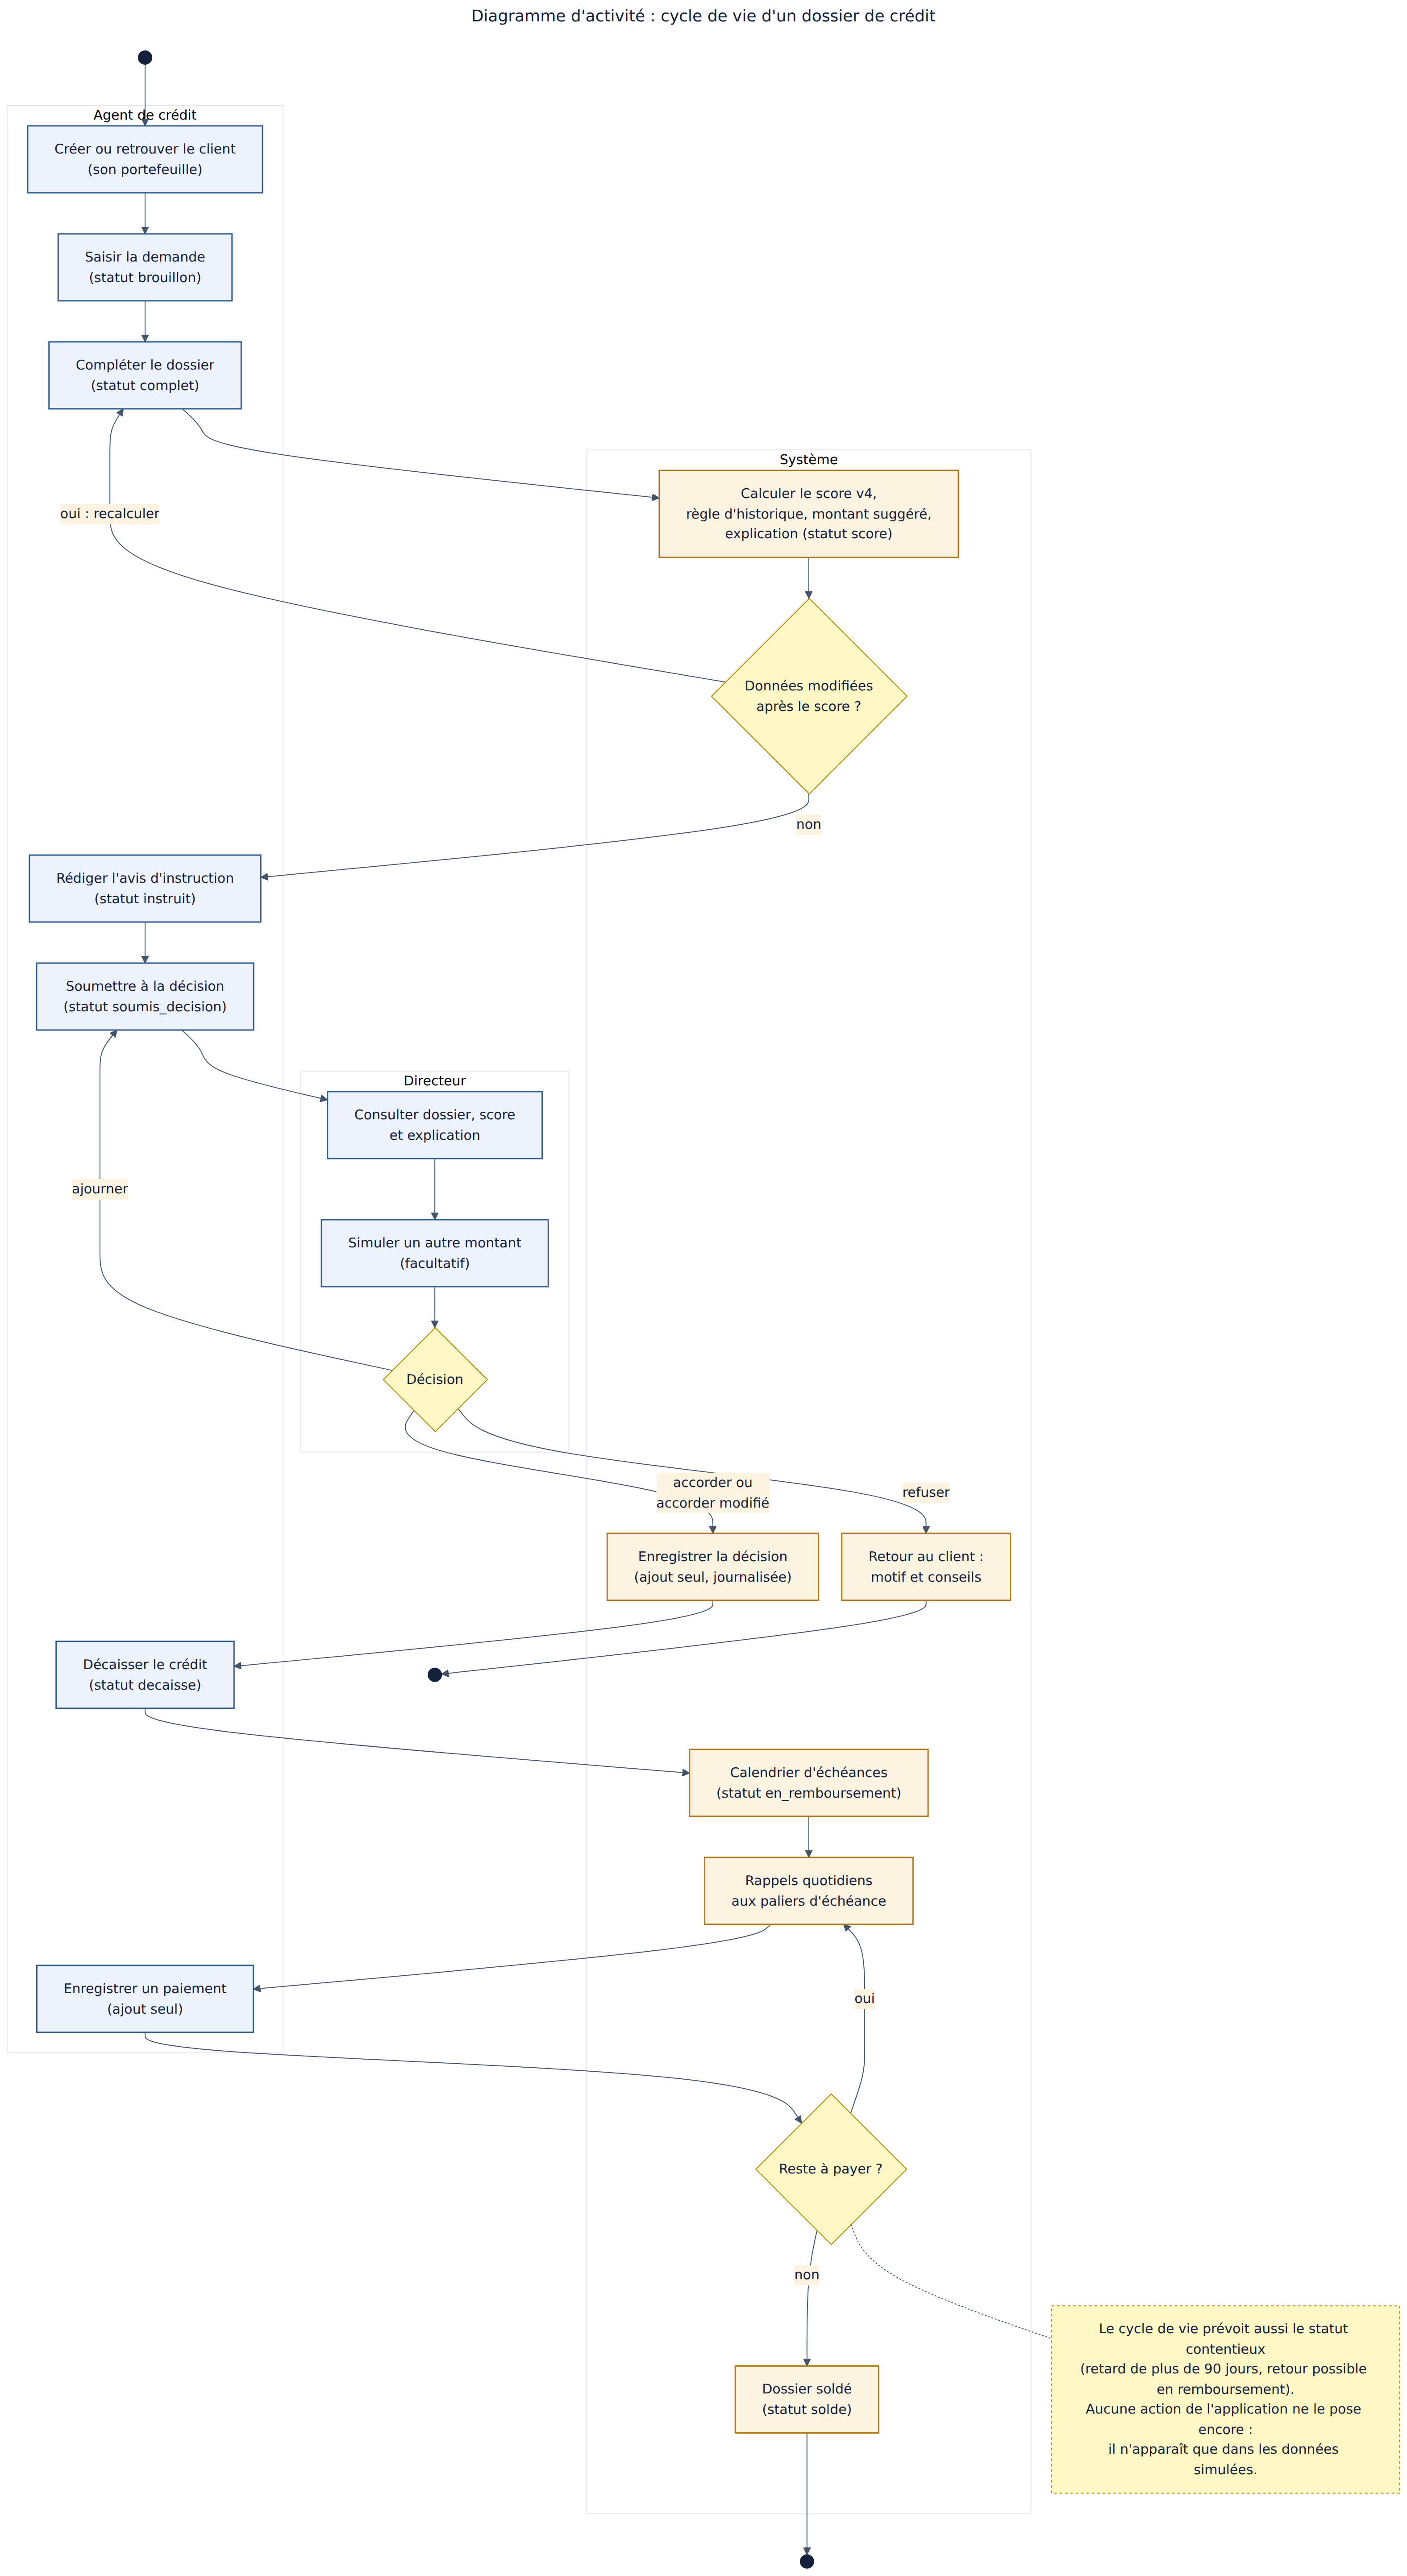 Diagramme d'activité : cycle de vie d'un dossier de crédit
Agent de crédit
Créer ou retrouver le client
(son portefeuille)
Saisir la demande
(statut brouillon)
Compléter le dossier
(statut complet)
Système
Calculer le score v4,
règle d'historique, montant suggéré,
explication (statut score)
oui : recalculer
Données modifiées
après le score ?
non
Rédiger l'avis d'instruction
(statut instruit)
Soumettre à la décision
(statut soumis_decision)
Directeur
Consulter dossier, score
et explication
ajourner
Simuler un autre montant
(facultatif)
Décision
accorder ou
accorder modifié
refuser
Enregistrer la décision
(ajout seul, journalisée)
Retour au client :
motif et conseils
Décaisser le crédit
(statut decaisse)
Calendrier d'échéances
(statut en_remboursement)
Rappels quotidiens
aux paliers d'échéance
Enregistrer un paiement
(ajout seul)
oui
Reste à payer ?
non
Le cycle de vie prévoit aussi le statut
contentieux
(retard de plus de 90 jours, retour possible
en remboursement).
Aucune action de l'application ne le pose
encore :
il n'apparaît que dans les données
simulées.
Dossier soldé
(statut solde)